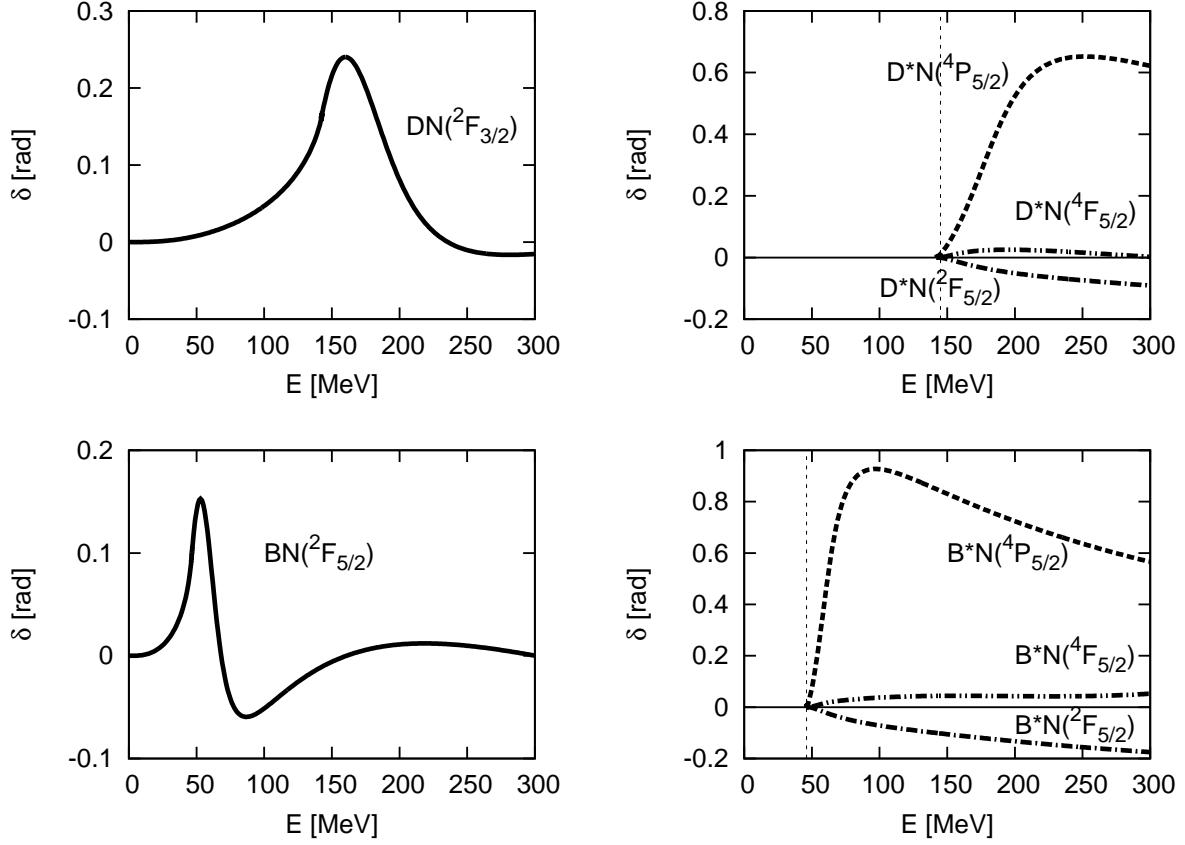 0.3
0.2
0.1
0
-0.1
δ [rad]
DN(²F₃/₂)
0 50 100 150 200 250 300
E [MeV]
0.8
0.6
0.4
0.2
0
-0.2
δ [rad]
D*N(⁴P₅/₂)
D*N(⁴F₅/₂)
D*N(²F₅/₂)
0 50 100 150 200 250 300
E [MeV]
0.2
0.1
0
-0.1
δ [rad]
BN(²F₅/₂)
0 50 100 150 200 250 300
E [MeV]
1
0.8
0.6
0.4
0.2
0
-0.2
δ [rad]
B*N(⁴P₅/₂)
B*N(⁴F₅/₂)
B*N(²F₅/₂)
0 50 100 150 200 250 300
E [MeV]